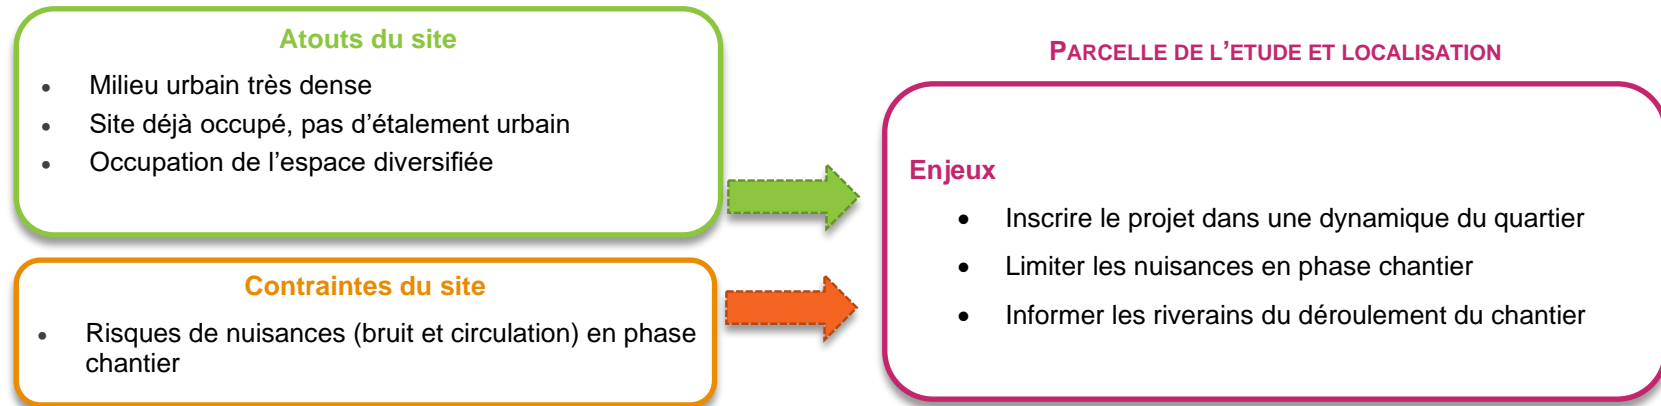 Atouts du site
• Milieu urbain très dense
• Site déjà occupé, pas d’étalement urbain
• Occupation de l’espace diversifiée
Contraintes du site
• Risques de nuisances (bruit et circulation) en phase
chantier
PARCELLE DE L’ETUDE ET LOCALISATION
Enjeux
• Inscrire le projet dans une dynamique du quartier
• Limiter les nuisances en phase chantier
• Informer les riverains du déroulement du chantier